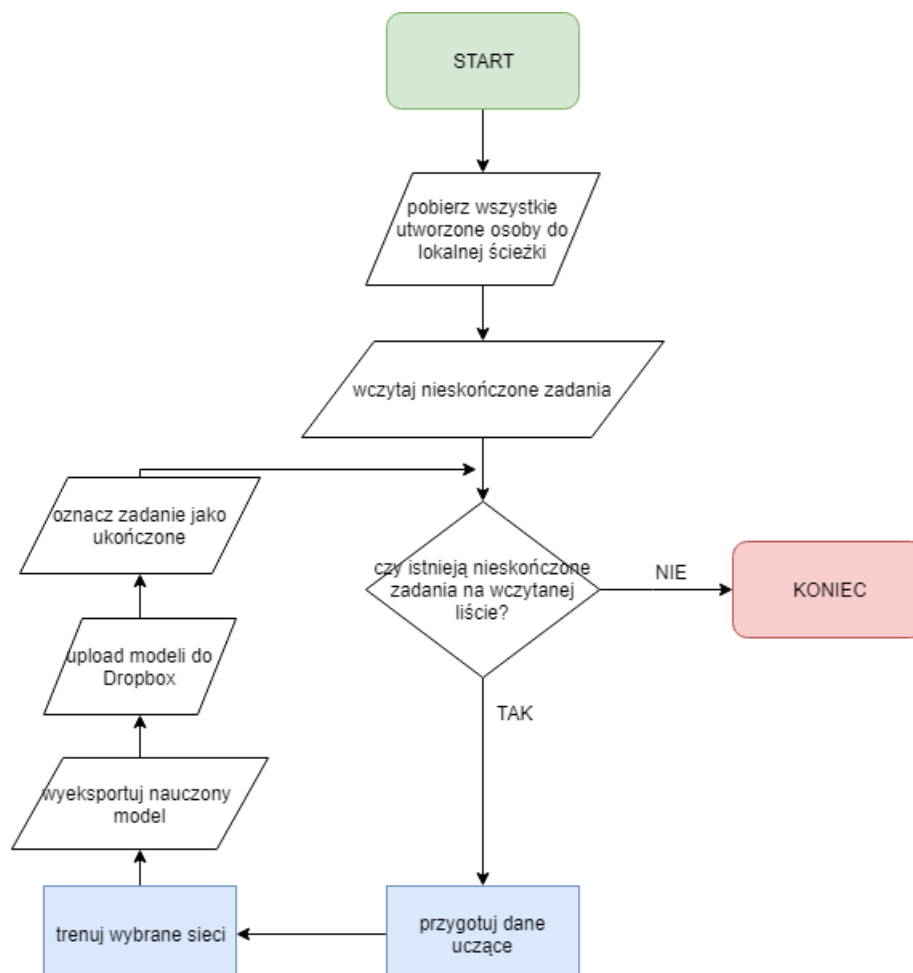 START
pobierz wszystkie
utworzone osoby do
lokalnej ścieżki
wczytaj nieskończone zadania
oznacz zadanie jako
ukończone
czy istnieją nieskończone
zadania na wczytanej
liście?
NIE
KONIEC
upload modeli do
Dropbox
TAK
wyeksportuj nauczony
model
trenuj wybrane sieci
przygotuj dane
uczące